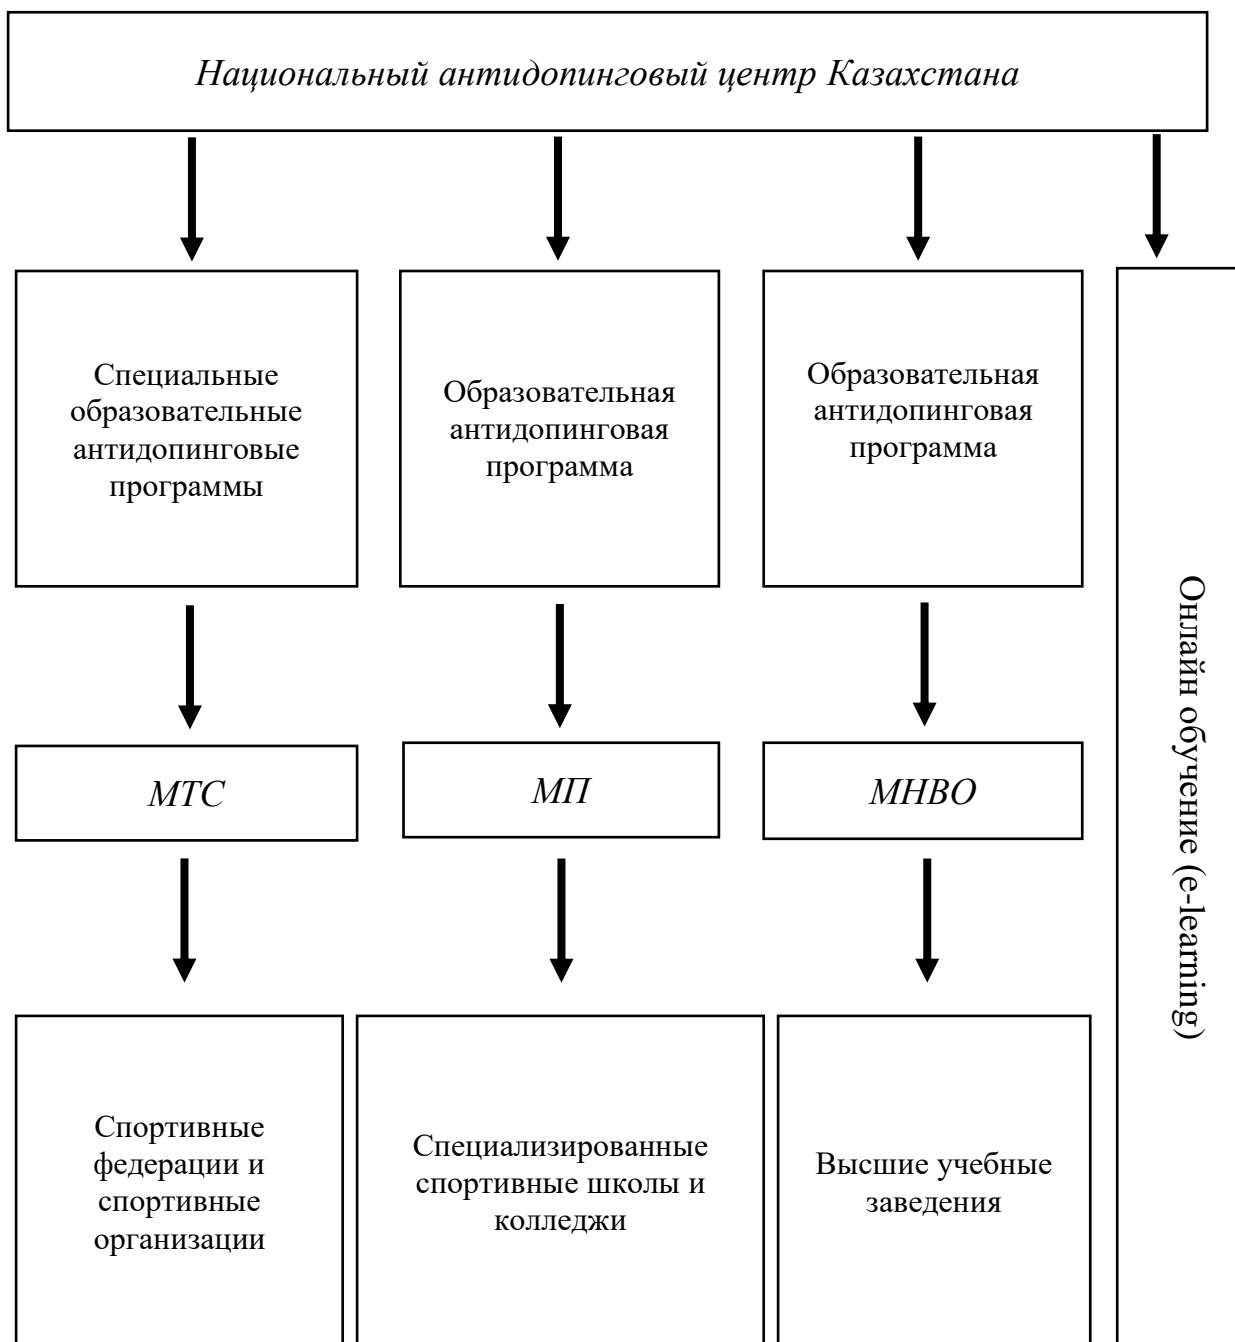 Национальный антидопинговый центр Казахстана
Специальные
образовательные
антидопинговые
программы
Образовательная
антидопинговая
программа
Образовательная
антидопинговая
программа
Онлайн обучение (e-learning)
МТС
МП
МНВО
Спортивные
федерации и
спортивные
организации
Специализированные
спортивные школы и
колледжи
Высшие учебные
заведения